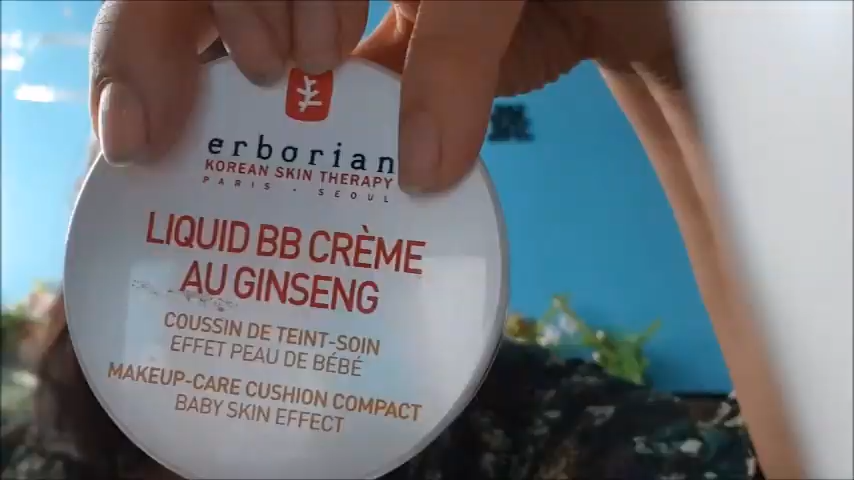 erborian
KOREAN SKIN THERAPY
PARIS · SEOUL
LIQUID BB CRÈME
AU GINSENG
COUSSIN DE TEINT-SOIN
EFFET PEAU DE BÉBÉ
MAKEUP-CARE CUSHION COMPACT
BABY SKIN EFFECT